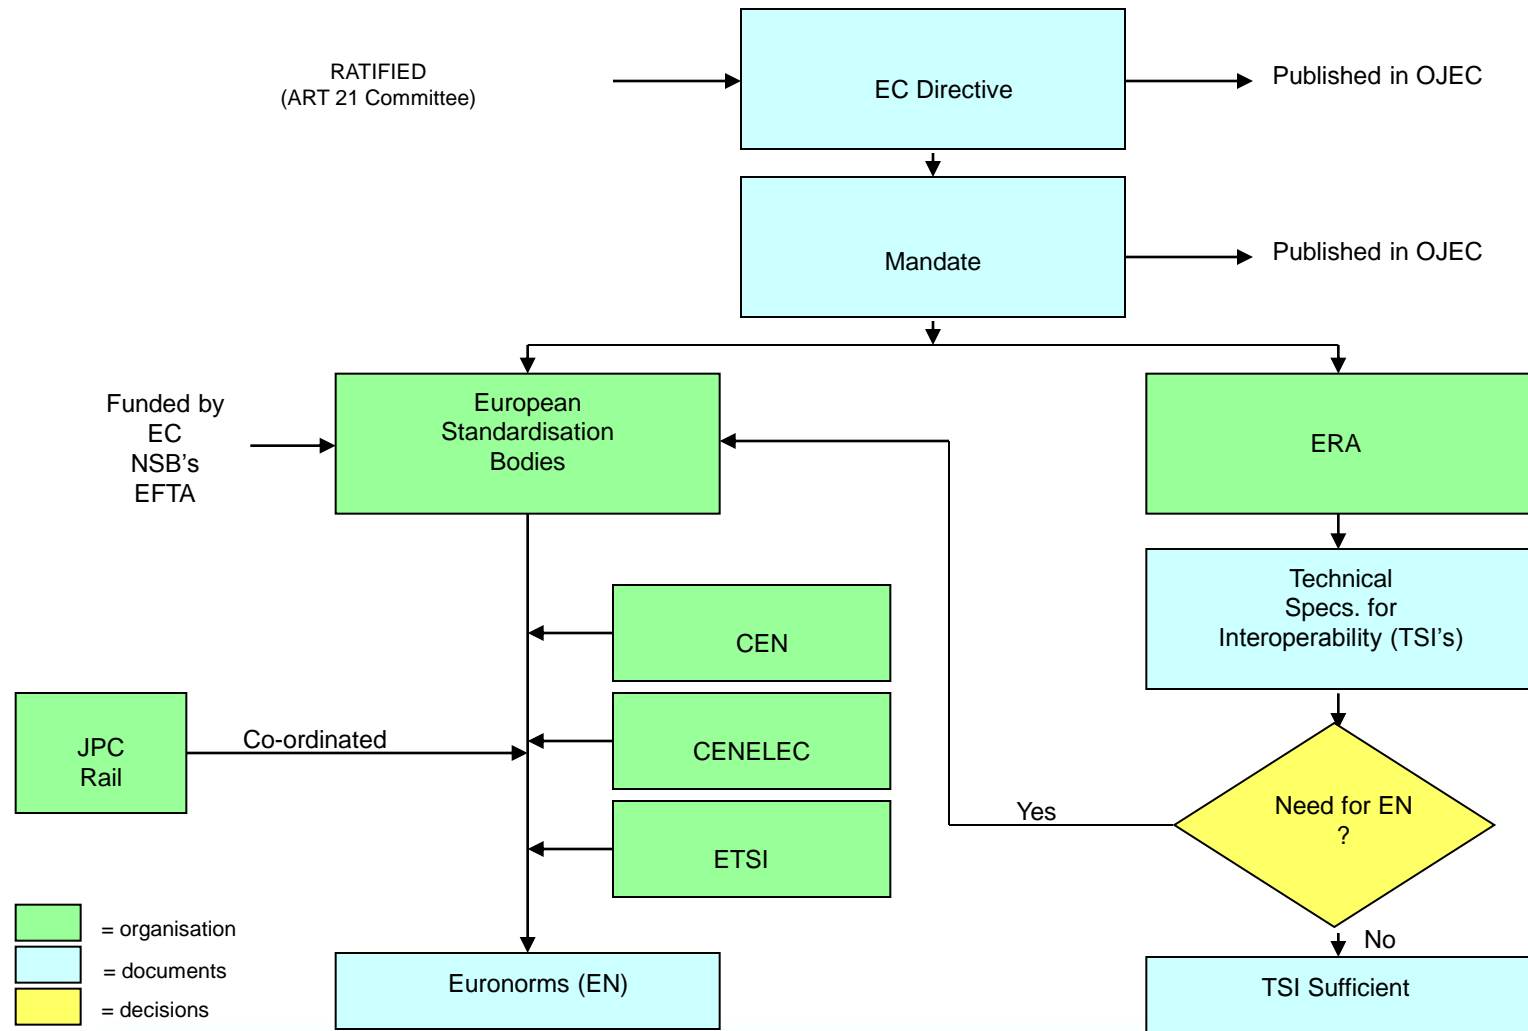 RATIFIED
(ART 21 Committee)
EC Directive
Published in OJEC
Mandate
Published in OJEC
Funded by
EC
NSB's
EFTA
European
Standardisation
Bodies
ERA
Technical
Specs. for
Interoperability (TSI's)
CEN
JPC
Rail
Co-ordinated
CENELEC
Yes
Need for EN
?
ETSI
= organisation
= documents
= decisions
Euronorms (EN)
No
TSI Sufficient